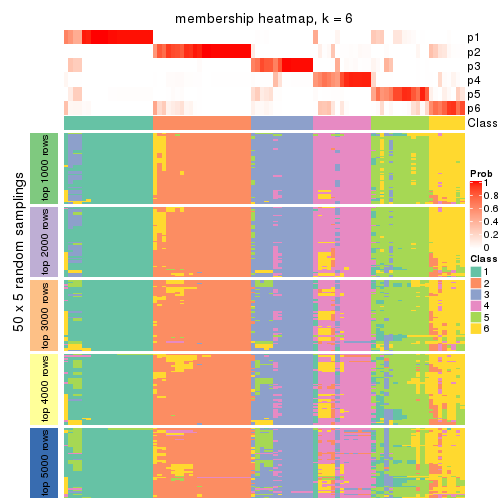 membership heatmap, k = 6
p1
p2
p3
p4
p5
p6
Class
50 x 5 random samplings
top 1000 rows
top 2000 rows
top 3000 rows
top 4000 rows
top 5000 rows
Prob
1
0.8
0.6
0.4
0.2
0
Class
1
2
3
4
5
6